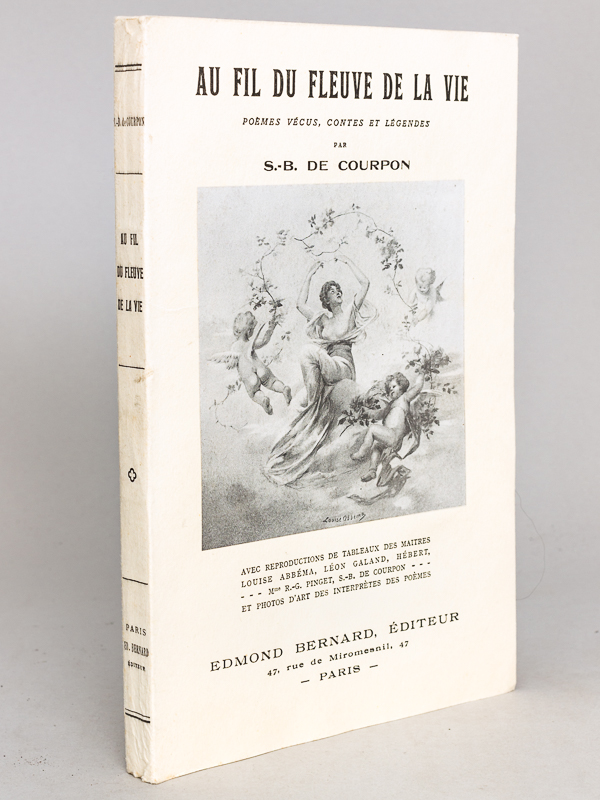 AU FIL DU FLEUVE DE LA VIE
POÈMES VÉCUS, CONTES ET LÉGENDES
PAR
S.-B. DE COURPON
AVEC REPRODUCTIONS DE TABLEAUX DES MAITRES
LOUISE ABBÉMA, LÉON GALAND, HÉBERT,
- - - Mme R.-G. PINGET, S.-B. DE COURPON - - -
ET PHOTOS D'ART DES INTERPRÈTES DES POÈMES
EDMOND BERNARD, ÉDITEUR
47, rue de Miromesnil, 47
— PARIS —
S.-B. de COURPON
AU FIL
DU FLEUVE
DE LA VIE
PARIS
ED. BERNARD
ÉDITEUR